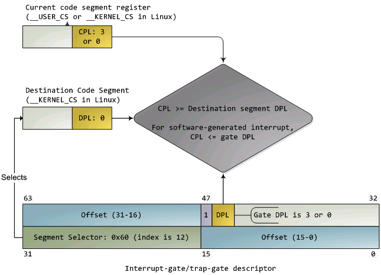 Current code segment register
(__USER_CS or __KERNEL_CS in Linux)
CPL: 3
or 0
Destination Code Segment
(__KERNEL_CS in Linux)
DPL: 0
CPL >= Destination segment DPL
For software-generated interrupt,
CPL <= gate DPL
Selects
63 47 32
Offset (31-16) 1 DPL Gate DPL is 3 or 0
Segment Selector: 0x60 (index is 12) Offset (15-0)
31 15 0
Interrupt-gate/trap-gate descriptor